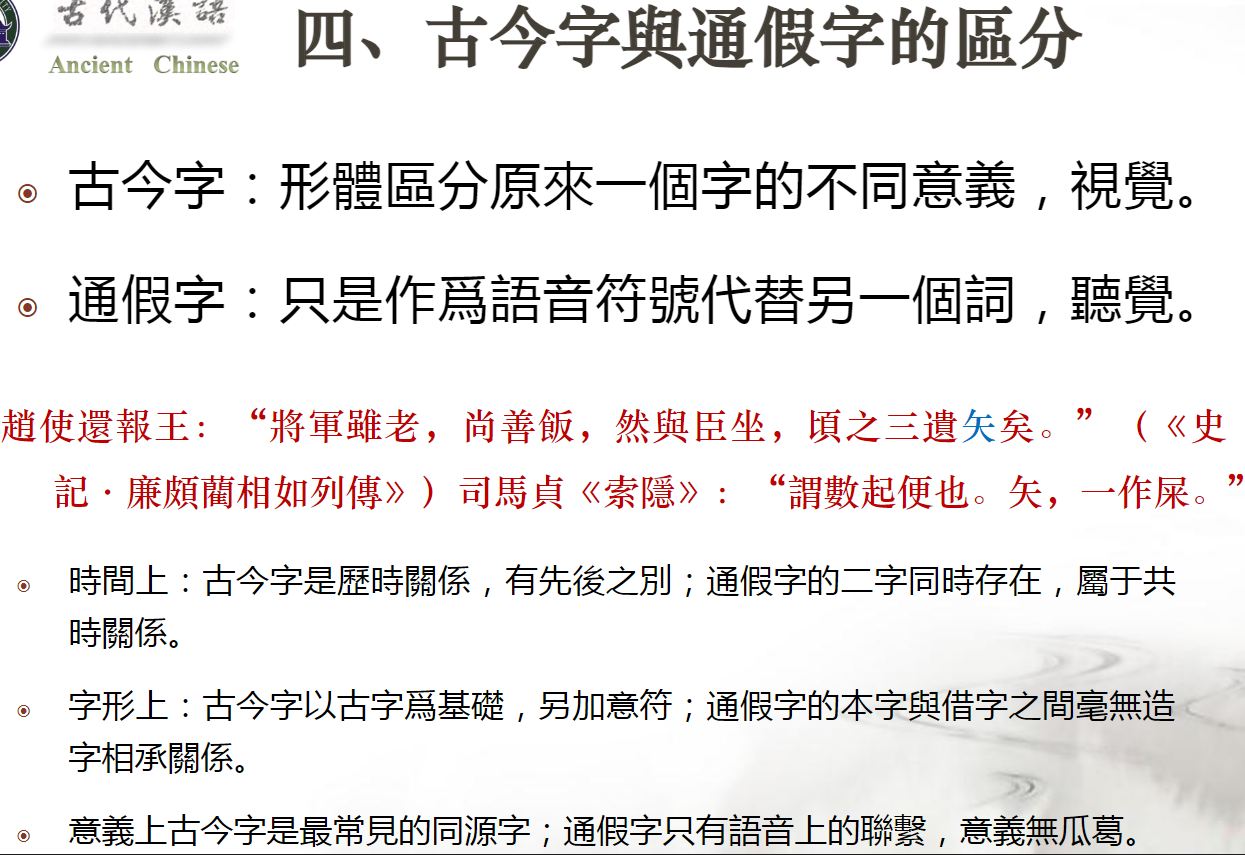 古代漢語
Ancient Chinese
四、古今字與通假字的區分
古今字：形體區分原來一個字的不同意義，視覺。
通假字：只是作爲語音符號代替另一個詞，聽覺。
趙使還報王：“將軍雖老，尚善飯，然與臣坐，頃之三遺矢矣。”（《史
記·廉頗藺相如列傳》）司馬貞《索隱》：“謂數起便也。矢，一作屎。”
時間上：古今字是歷時關係，有先後之別；通假字的二字同時存在，屬于共
時關係。
字形上：古今字以古字爲基礎，另加意符；通假字的本字與借字之間毫無造
字相承關係。
意義上古今字是最常見的同源字；通假字只有語音上的聯繫，意義無瓜葛。